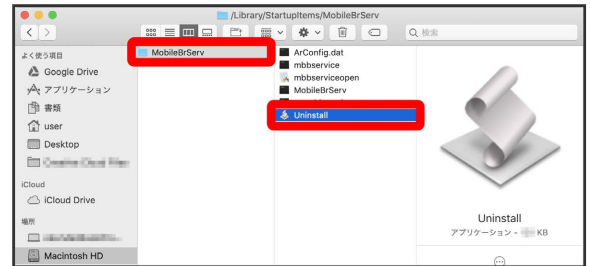 /Library/StartupItems/MobileBrServ
検索
よく使う項目
Google Drive
アプリケーション
書類
user
Desktop
iCloud
iCloud Drive
場所
Macintosh HD
MobileBrServ
ArConfig.dat
mbbservice
mbbserviceopen
MobileBrServ
Uninstall
Uninstall
アプリケーション - KB